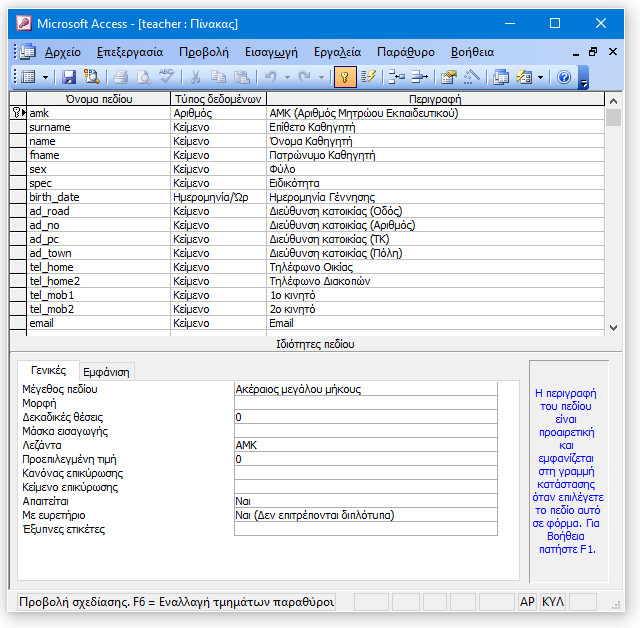 Microsoft Access - [teacher : Πίνακας]
Αρχείο Επεξεργασία Προβολή Εισαγωγή Εργαλεία Παράθυρο Βοήθεια
Όνομα πεδίου Τύπος δεδομένων Περιγραφή
amk Αριθμός ΑΜΚ (Αριθμός Μητρώου Εκπαιδευτικού)
surname Κείμενο Επίθετο Καθηγητή
name Κείμενο Όνομα Καθηγητή
fname Κείμενο Πατρώνυμο Καθηγητή
sex Κείμενο Φύλο
spec Κείμενο Ειδικότητα
birth_date Ημερομηνία/Ώρ Ημερομηνία Γέννησης
ad_road Κείμενο Διεύθυνση κατοικίας (Οδός)
ad_no Κείμενο Διεύθυνση κατοικίας (Αριθμός)
ad_pc Κείμενο Διεύθυνση κατοικίας (ΤΚ)
ad_town Κείμενο Διεύθυνση κατοικίας (Πόλη)
tel_home Κείμενο Τηλέφωνο Οικίας
tel_home2 Κείμενο Τηλέφωνο Διακοπών
tel_mob1 Κείμενο 1ο κινητό
tel_mob2 Κείμενο 2ο κινητό
email Κείμενο Email
Ιδιότητες πεδίου
Γενικές Εμφάνιση
Μέγεθος πεδίου Ακέραιος μεγάλου μήκους
Μορφή
Δεκαδικές θέσεις 0
Μάσκα εισαγωγής
Λεζάντα ΑΜΚ
Προεπιλεγμένη τιμή 0
Κανόνας επικύρωσης
Κείμενο επικύρωσης
Απαιτείται Ναι
Με ευρετήριο Ναι (Δεν επιτρέπονται διπλότυπα)
Έξυπνες ετικέτες
Η περιγραφή
του πεδίου
είναι
προαιρετική
και
εμφανίζεται
στη γραμμή
κατάστασης
όταν επιλέγετε
το πεδίο αυτό
σε φόρμα. Για
Βοήθεια
πατήστε F1.
Προβολή σχεδίασης. F6 = Εναλλαγή τμημάτων παραθύρου ΑΡ ΚΥΛ